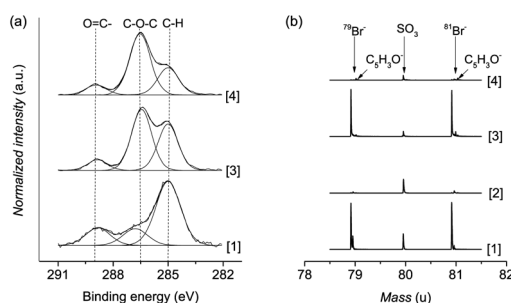 (a)
O=C- C-O-C C-H
[4]
[3]
[1]
Normalized intensity (a.u.)
291 288 285 282
Binding energy (eV)
(b)
⁷⁹Br⁻ SO₃ ⁸¹Br⁻
C₅H₃O⁻ C₅H₃O⁻
[4]
[3]
[2]
[1]
78 79 80 81 82
Mass (u)